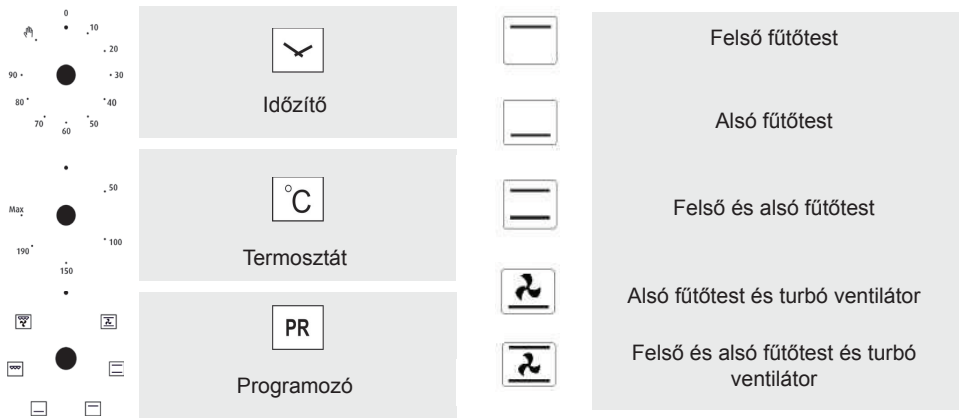 0
10
20
90
30
80
40
70
50
60
Időzítő
50
Max
°C
100
190
Termosztát
150
PR
Programozó
Felső fűtőtest
Alsó fűtőtest
Felső és alsó fűtőtest
Alsó fűtőtest és turbó ventilátor
Felső és alsó fűtőtest és turbó
ventilátor